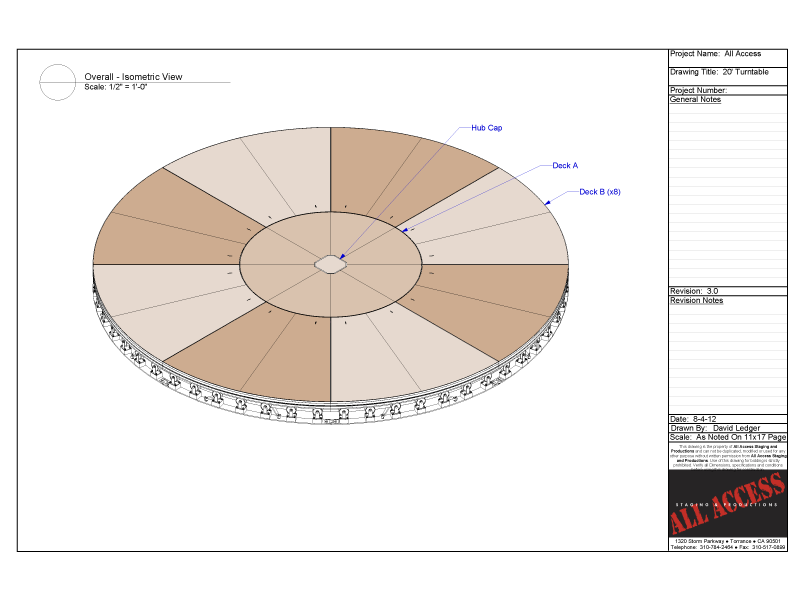 Overall - Isometric View
Scale: 1/2" = 1'-0"
Hub Cap
Deck A
Deck B (x8)
Project Name: All Access
Drawing Title: 20' Turntable
Project Number:
General Notes
Revision: 3.0
Revision Notes
Date: 8-4-12
Drawn By: David Ledger
Scale: As Noted On 11x17 Page
This drawing is the property of All Access Staging and
Productions and can not be duplicated, modified or used for any
other purpose without written permission from All Access Staging
and Productions. Use of this drawing for bidding is strictly
prohibited. Verify all Dimensions, specifications and conditions
ALL ACCESS
STAGING & PRODUCTIONS
1320 Storm Parkway ● Torrance ● CA 90501
Telephone: 310-784-2464 ● Fax: 310-517-0899